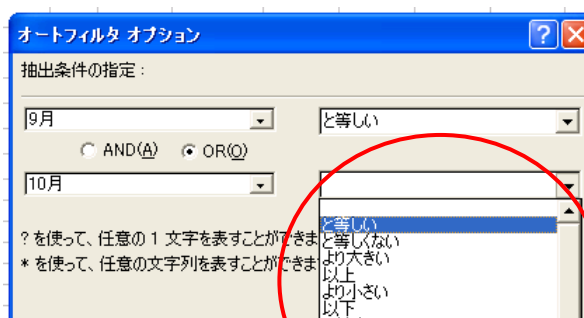 オートフィルタ オプション
抽出条件の指定：
9月 と等しい
AND(A) OR(O)
10月
?を使って、任意の1文字を表すことができま
*を使って、任意の文字列を表すことができま
と等しい
と等しくない
より大きい
以上
より小さい
以下